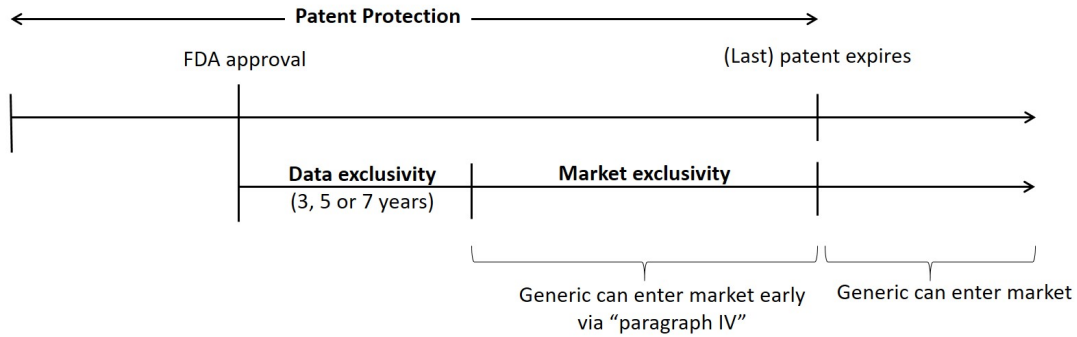 Patent Protection
FDA approval
(Last) patent expires
Data exclusivity
(3, 5 or 7 years)
Market exclusivity
Generic can enter market early
via “paragraph IV”
Generic can enter market